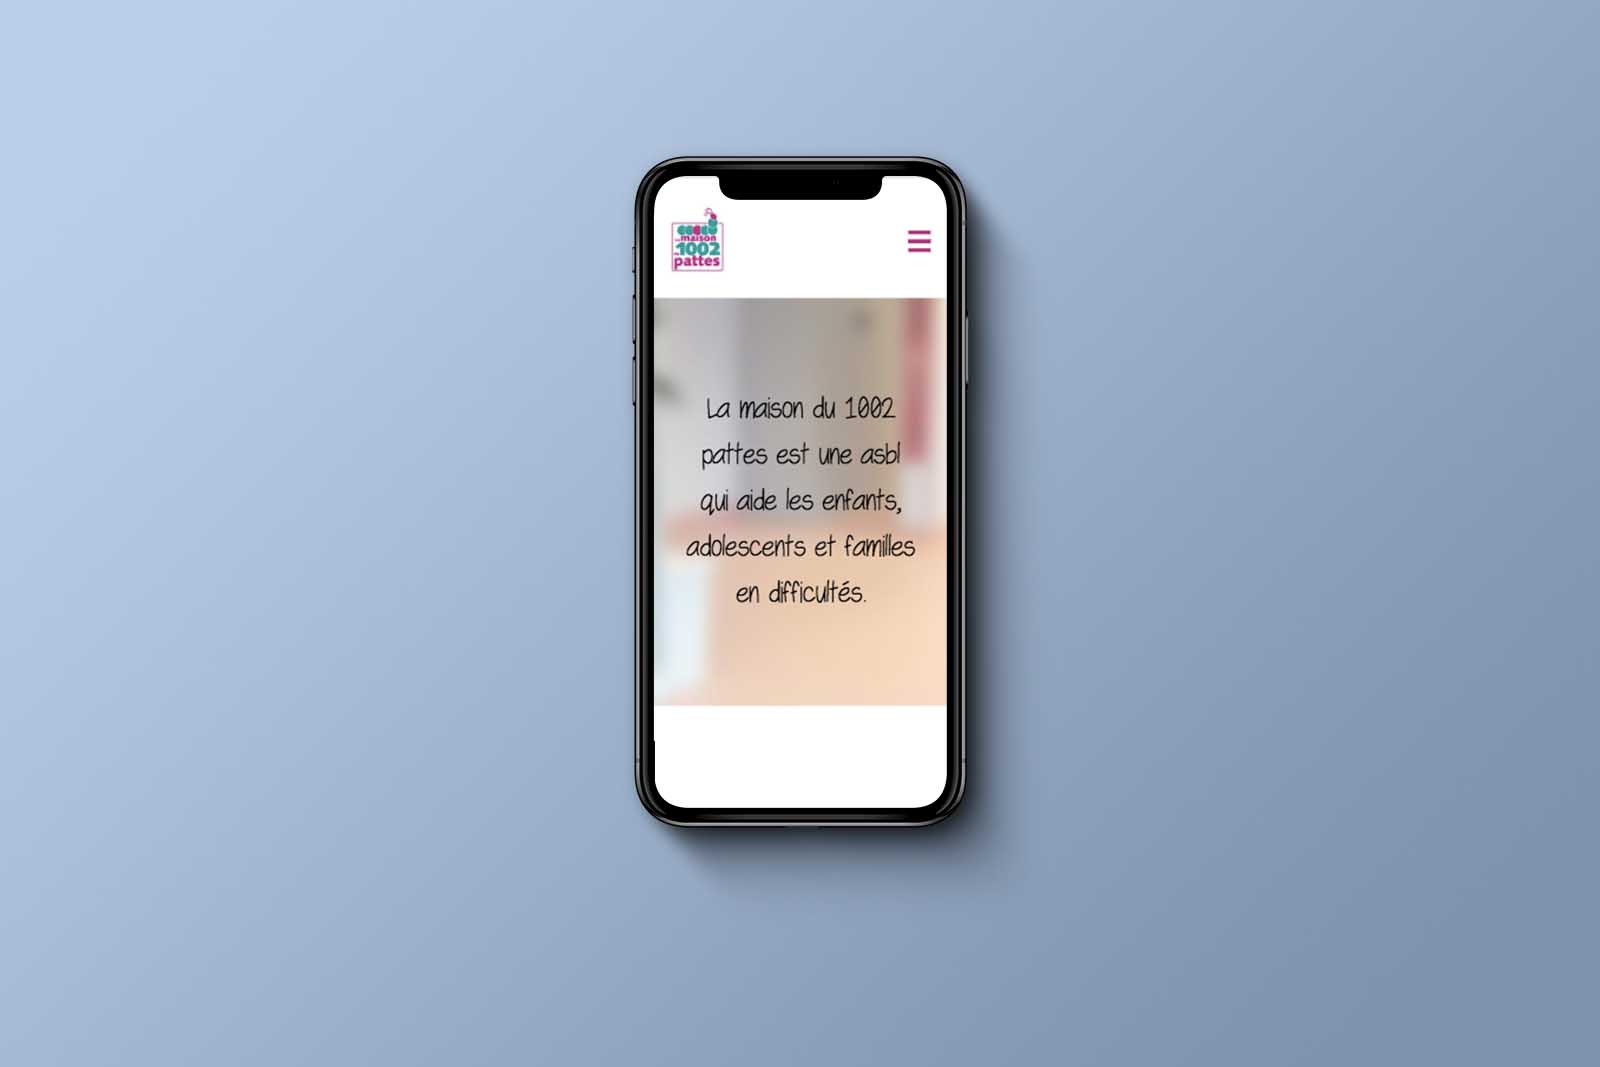 maison
1002
pattes
La maison du 1002
pattes est une asbl
qui aide les enfants,
adolescents et familles
en difficultés.